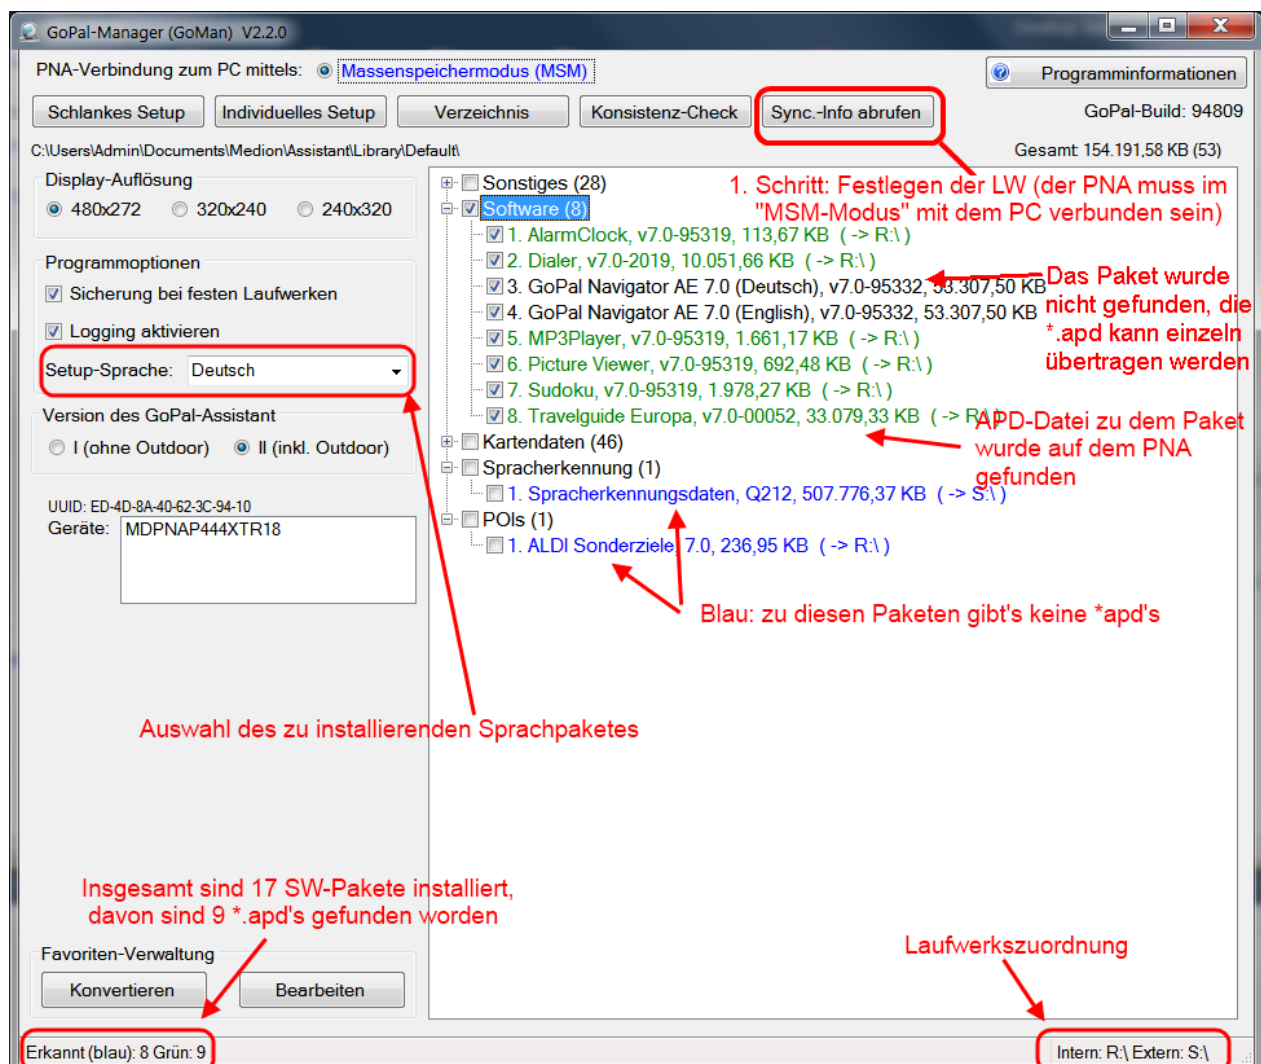 GoPal-Manager (GoMan) V2.2.0
PNA-Verbindung zum PC mittels: Massenspeichermodus (MSM)
Programminformationen
Schlankes Setup Individuelles Setup Verzeichnis Konsistenz-Check Sync.-Info abrufen GoPal-Build: 94809
C:\Users\Admin\Documents\Medion\Assistant\Library\Default\
Gesamt: 154.191,58 KB (53)
Display-Auflösung
480x272 320x240 240x320
Programmoptionen
Sicherung bei festen Laufwerken
Logging aktivieren
Setup-Sprache: Deutsch
Version des GoPal-Assistant
I (ohne Outdoor) II (inkl. Outdoor)
UUID: ED-4D-8A-40-62-3C-94-10
Geräte: MDPNAP444XTR18
Sonstiges (28)
Software (8)
1. AlarmClock, v7.0-95319, 113,67 KB ( -> R:\ )
2. Dialer, v7.0-2019, 10.051,66 KB ( -> R:\ )
3. GoPal Navigator AE 7.0 (Deutsch), v7.0-95332, 53.307,50 KB
4. GoPal Navigator AE 7.0 (English), v7.0-95332, 53.307,50 KB
5. MP3Player, v7.0-95319, 1.661,17 KB ( -> R:\ )
6. Picture Viewer, v7.0-95319, 692,48 KB ( -> R:\ )
7. Sudoku, v7.0-95319, 1.978,27 KB ( -> R:\ )
8. Travelguide Europa, v7.0-00052, 33.079,33 KB ( -> R:\ )
Kartendaten (46)
Spracherkennung (1)
1. Spracherkennungsdaten, Q212, 507.776,37 KB ( -> S:\ )
POIs (1)
1. ALDI Sonderziele, 7.0, 236,95 KB ( -> R:\ )
1. Schritt: Festlegen der LW (der PNA muss im
"MSM-Modus" mit dem PC verbunden sein)
Das Paket wurde
nicht gefunden, die
*.apd kann einzeln
übertragen werden
APD-Datei zu dem Paket
wurde auf dem PNA
gefunden
Blau: zu diesen Paketen gibt's keine *apd's
Auswahl des zu installierenden Sprachpaketes
Insgesamt sind 17 SW-Pakete installiert,
davon sind 9 *.apd's gefunden worden
Laufwerkszuordnung
Favoriten-Verwaltung
Konvertieren Bearbeiten
Erkannt (blau): 8 Grün: 9
Intern: R:\ Extern: S:\